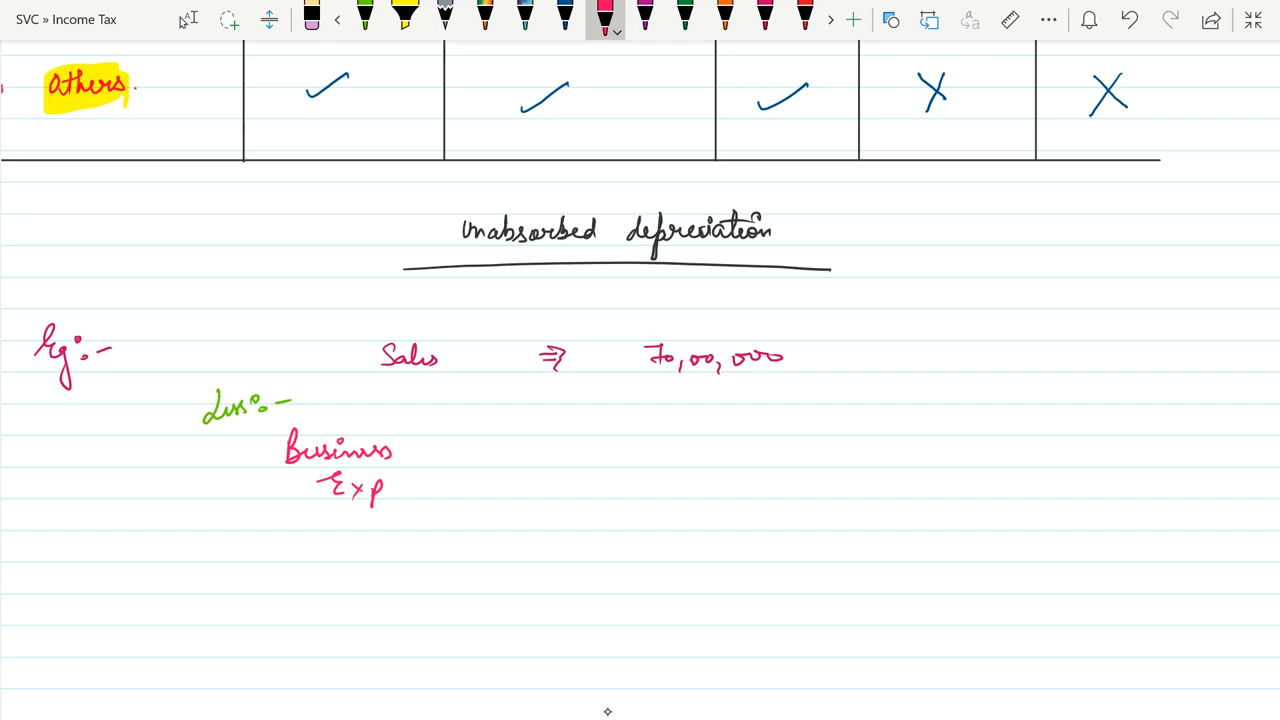 SVC » Income Tax
Others
Unabsorbed depreciation
Eg:-
Sales ⇒ 70,00,000
Less:-
Business
Exp